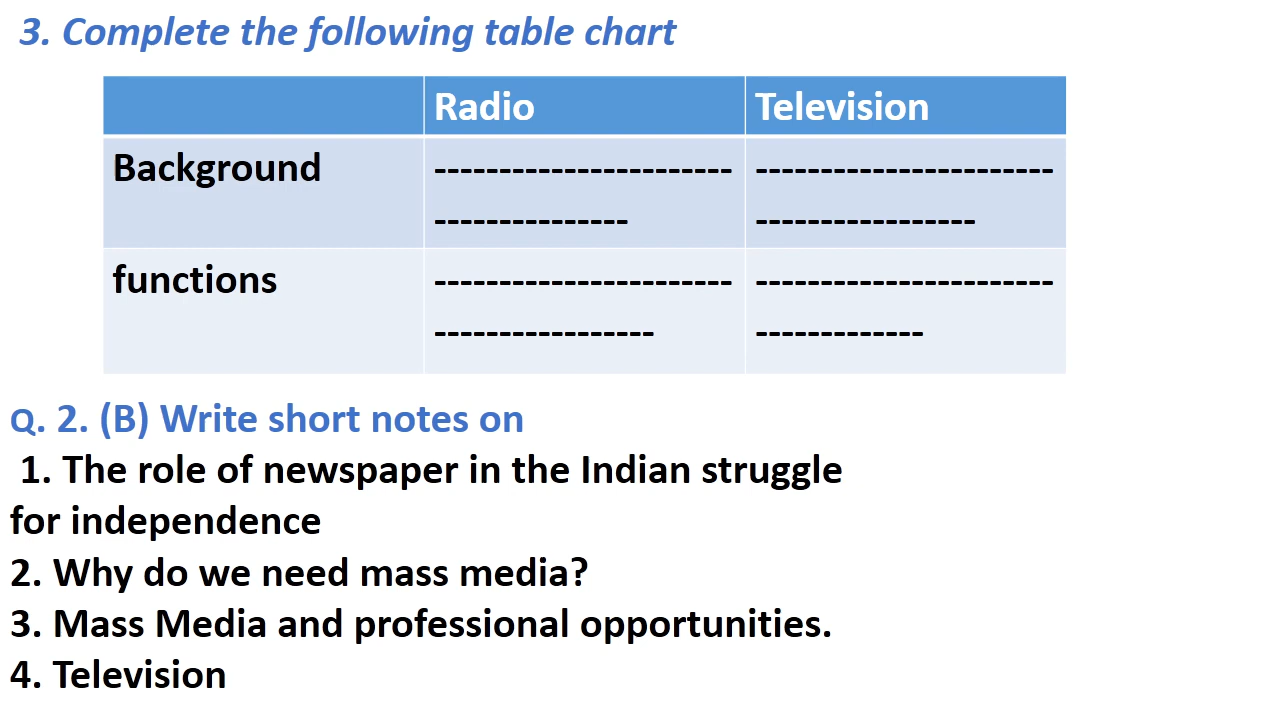 3. Complete the following table chart
Radio Television
Background ----------------------- -----------------------
--------------- -----------------
functions ----------------------- -----------------------
----------------- -------------
Q. 2. (B) Write short notes on
1. The role of newspaper in the Indian struggle
for independence
2. Why do we need mass media?
3. Mass Media and professional opportunities.
4. Television